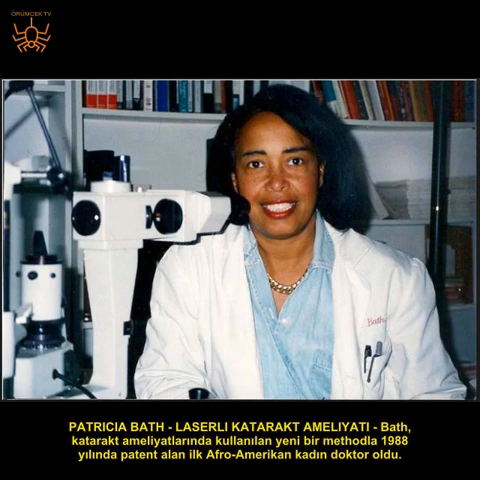 ÖRÜMCEK TV
Bath
PATRICIA BATH - LASERLI KATARAKT AMELIYATI - Bath,
katarakt ameliyatlarında kullanılan yeni bir methodla 1988
yılında patent alan ilk Afro-Amerikan kadın doktor oldu.